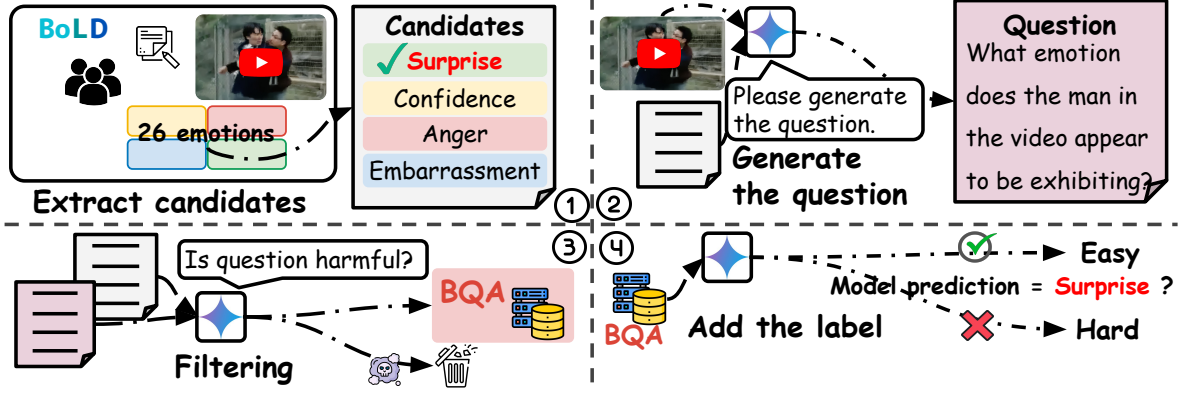 BoLD
26 emotions
Extract candidates
Candidates
Surprise
Confidence
Anger
Embarrassment
1
2
Please generate
the question.
Generate
the question
Question
What emotion
does the man in
the video appear
to be exhibiting?
3
Is question harmful?
Filtering
BQA
4
BQA
Add the label
Easy
Model prediction = Surprise ?
Hard